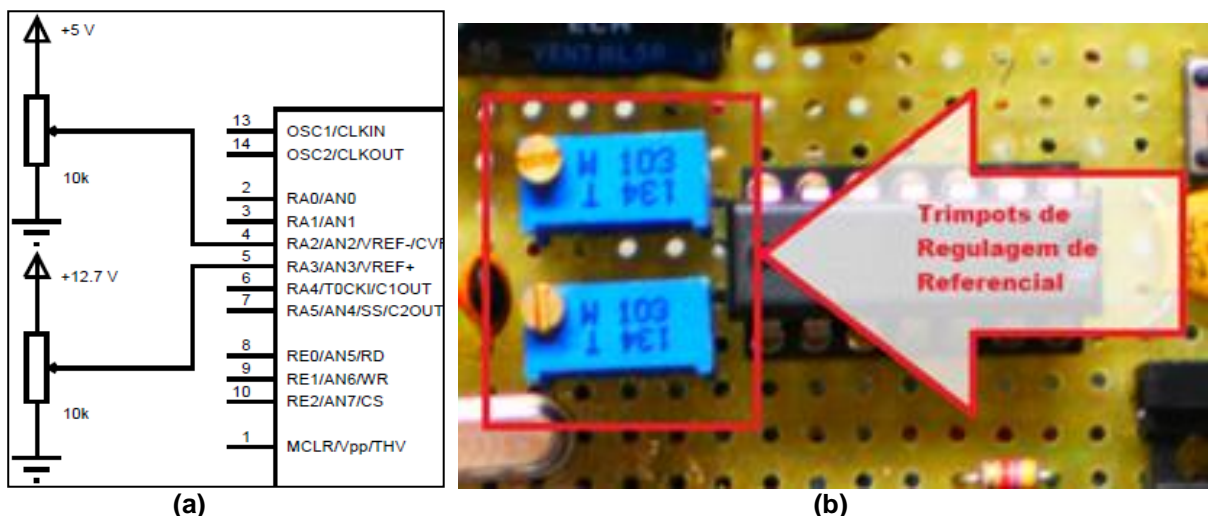 +5 V
10k
+12.7 V
10k
13
OSC1/CLKIN
14
OSC2/CLKOUT
2
RA0/AN0
3
RA1/AN1
4
RA2/AN2/VREF-/CVR
5
RA3/AN3/VREF+
6
RA4/T0CKI/C1OUT
7
RA5/AN4/SS/C2OUT
8
RE0/AN5/RD
9
RE1/AN6/WR
10
RE2/AN7/CS
1
MCLR/Vpp/THV
W 103
T 134
W 103
T 134
Trimpots de
Regulagem de
Referencial
(a)
(b)